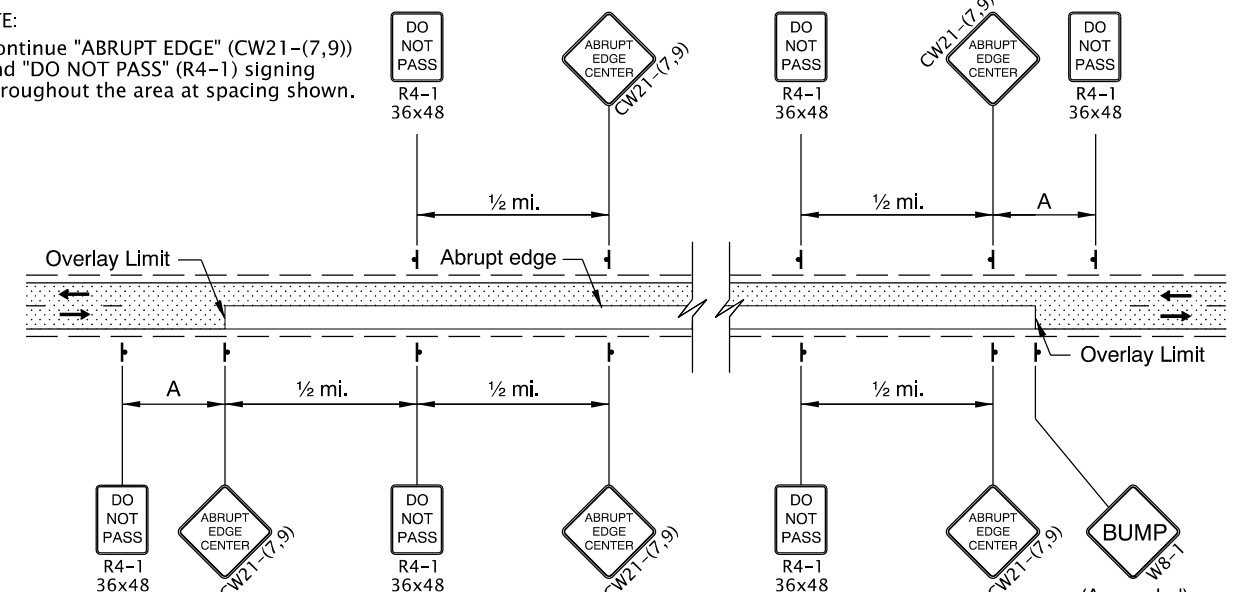 TE:
ontinue "ABRUPT EDGE" (CW21-(7,9))
nd "DO NOT PASS" (R4-1) signing
roughout the area at spacing shown.
DO
NOT
PASS
R4-1
36x48
ABRUPT
EDGE
CENTER
CW21-(7,9)
DO
NOT
PASS
R4-1
36x48
ABRUPT
EDGE
CENTER
CW21-(7,9)
DO
NOT
PASS
R4-1
36x48
½ mi.
½ mi.
A
Overlay Limit
Abrupt edge
Overlay Limit
A
½ mi.
½ mi.
½ mi.
DO
NOT
PASS
R4-1
36x48
ABRUPT
EDGE
CENTER
CW21-(7,9)
DO
NOT
PASS
R4-1
36x48
ABRUPT
EDGE
CENTER
CW21-(7,9)
DO
NOT
PASS
R4-1
36x48
ABRUPT
EDGE
CENTER
CW21-(7,9)
BUMP
W8-1